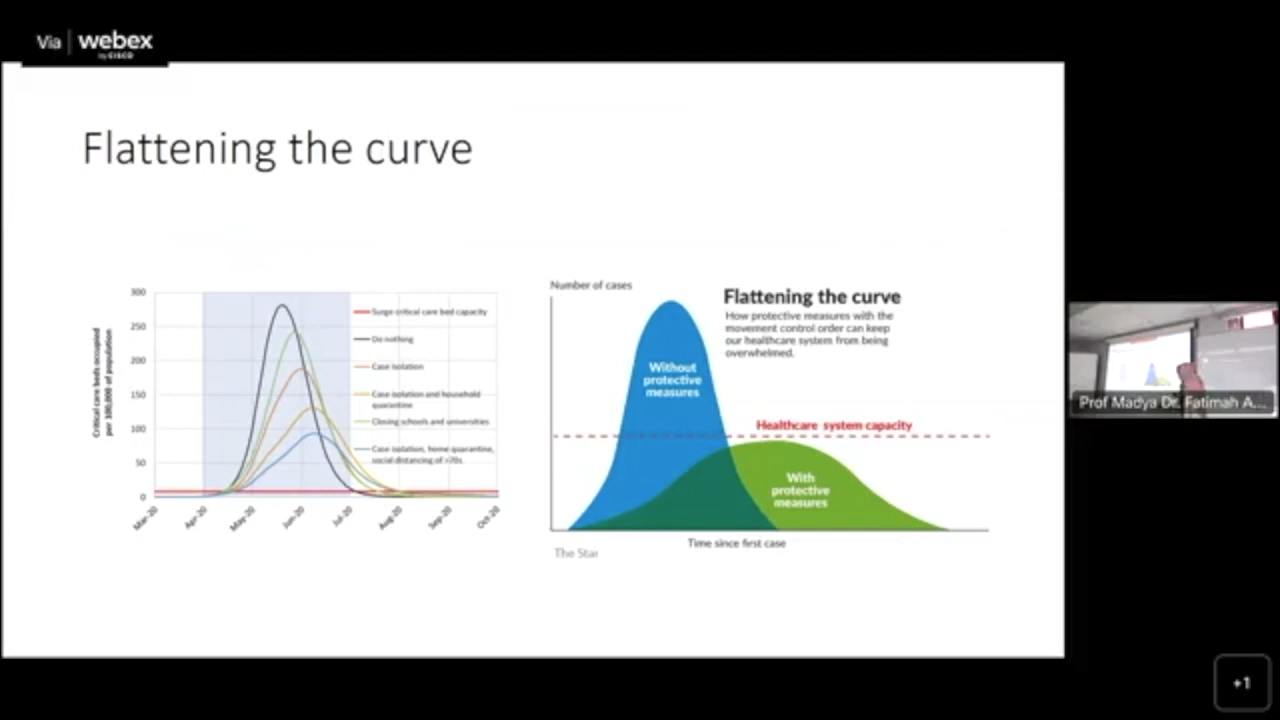 Via webex
by CISCO
Flattening the curve
Critical care beds occupied
per 100,000 of population
300
250
200
150
100
50
0
Mar-20
Apr-20
May-20
Jun-20
Jul-20
Aug-20
Sep-20
Oct-20
Surge critical care bed capacity
Do nothing
Case isolation
Case isolation and household
quarantine
Closing schools and universities
Case isolation, home quarantine,
social distancing of >70s
Number of cases
Flattening the curve
How protective measures with the
movement control order can keep
our healthcare system from being
overwhelmed.
Without
protective
measures
Healthcare system capacity
With
protective
measures
Time since first case
The Star
Prof Madya Dr. Fatimah A...
+1